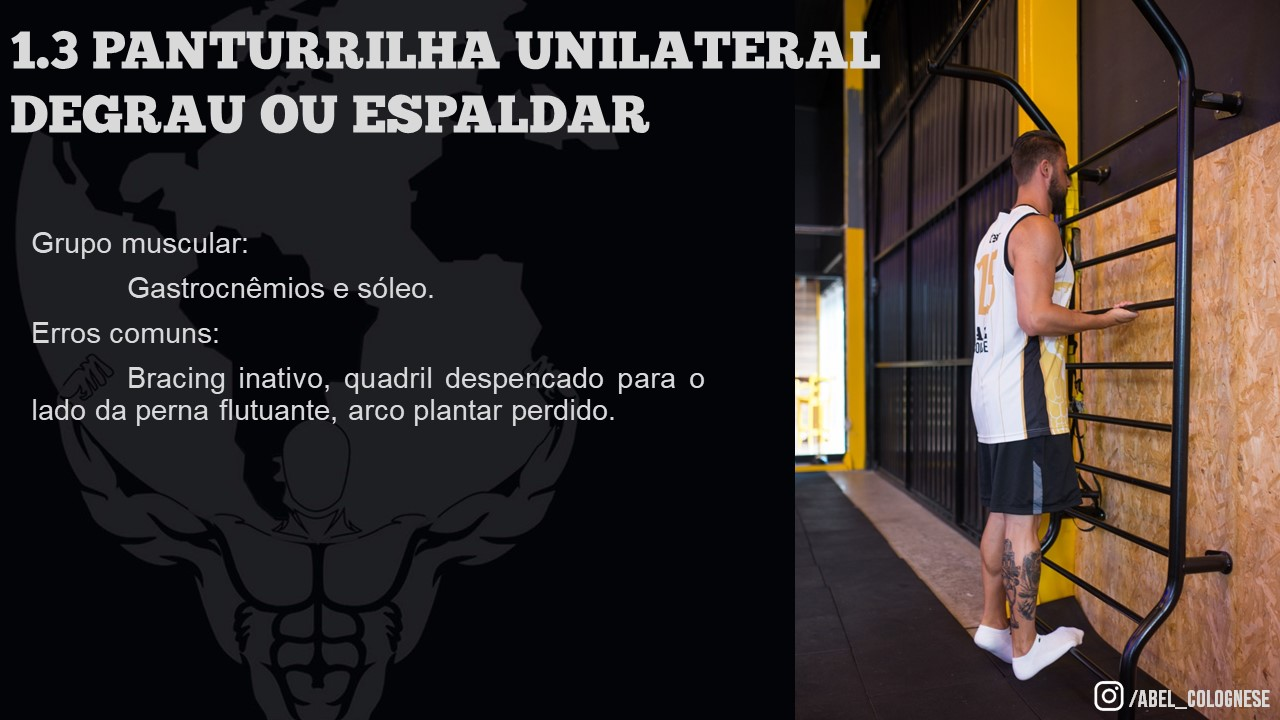 1.3 PANTURRILHA UNILATERAL
DEGRAU OU ESPALDAR
Grupo muscular:
Gastrocnêmios e sóleo.
Erros comuns:
Bracing inativo, quadril despencado para o
lado da perna flutuante, arco plantar perdido.
15
/ABEL_COLOGNESE